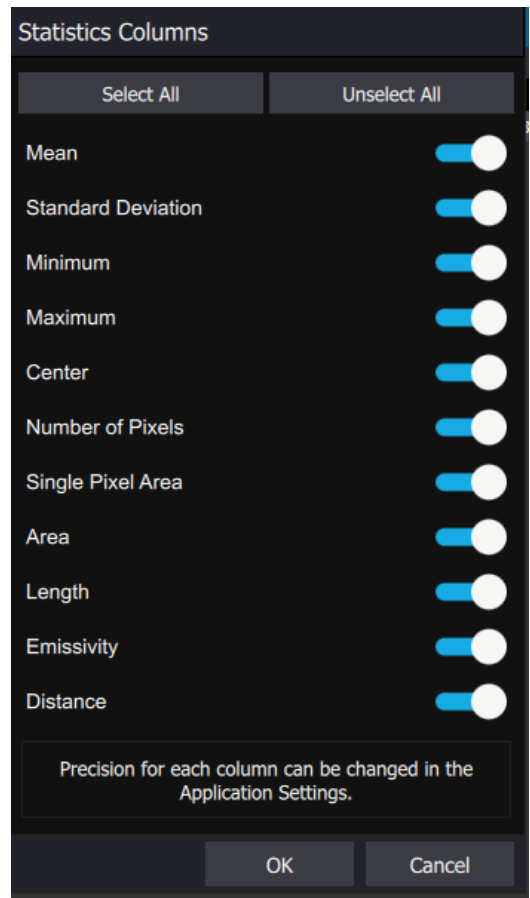 Statistics Columns
Select All
Unselect All
Mean
Standard Deviation
Minimum
Maximum
Center
Number of Pixels
Single Pixel Area
Area
Length
Emissivity
Distance
Precision for each column can be changed in the
Application Settings.
OK
Cancel